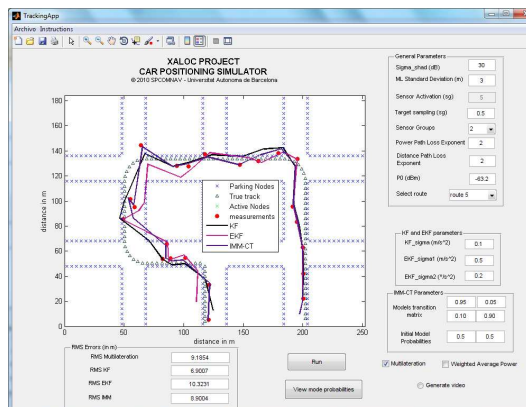 TrackingApp
Archive Instructions
XALOC PROJECT
CAR POSITIONING SIMULATOR
© 2010 SPCOMNAV - Universitat Autònoma de Barcelona
180
160
140
120
100
80
60
40
20
0
0 50 100 150 200 250
distance in m
distance in m
Parking Nodes
True track
Active Nodes
measurements
KF
EKF
IMM-CT
General Parameters
Sigma_shad (dB) 30
ML Standard Deviation (m) 3
Sensor Activation (sg) 5
Target sampling (sg) 0.5
Sensor Groups 2
Power Path Loss Exponent 2
Distance Path Loss
Exponent 2
P0 (dBm) -63.2
Select route route 5
KF and EKF parameters
KF_sigma (m/s^2) 0.1
EKF_sigma1 (m/s^2) 0.5
EKF_sigma2 (º/s^2) 0.2
IMM-CT Parameters
Models transition
matrix
0.95 0.05
0.10 0.90
Initial Model
Probabilities
0.5 0.5
RMS Errors (in m)
RMS Multilateration 9.1854
RMS KF 6.9007
RMS EKF 10.3231
RMS IMM 8.9004
Run
View mode probabilities
Multilateration
Weighted Average Power
Generate video